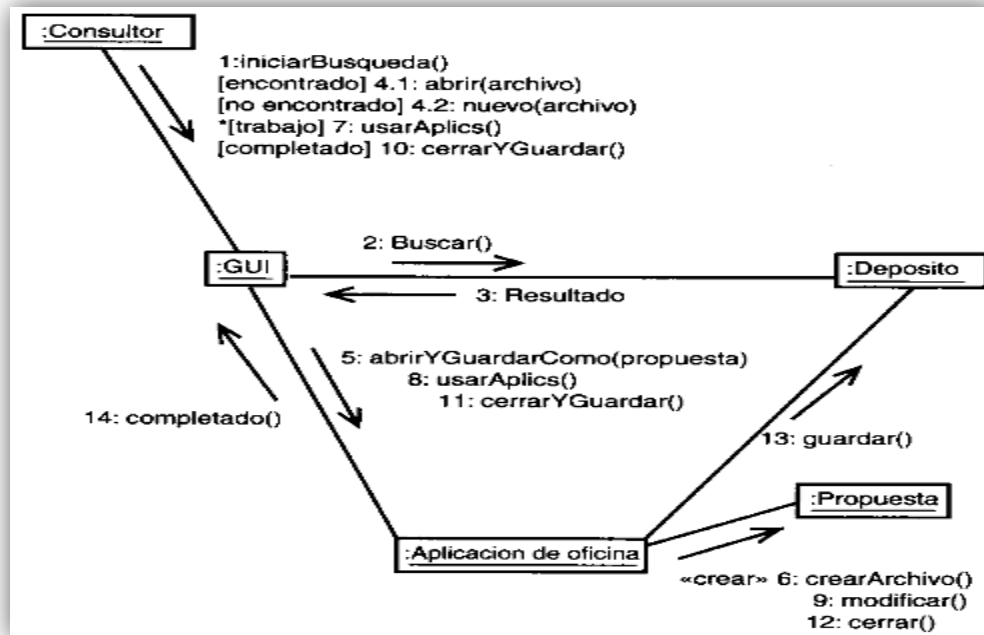 :Consultor
1:iniciarBusqueda()
[encontrado] 4.1: abrir(archivo)
[no encontrado] 4.2: nuevo(archivo)
*[trabajo] 7: usarAplics()
[completado] 10: cerrarYGuardar()
2: Buscar()
:GUI
:Deposito
3: Resultado
5: abrirYGuardarComo(propuesta)
8: usarAplics()
11: cerrarYGuardar()
14: completado()
13: guardar()
:Propuesta
:Aplicacion de oficina
«crear» 6: crearArchivo()
9: modificar()
12: cerrar()